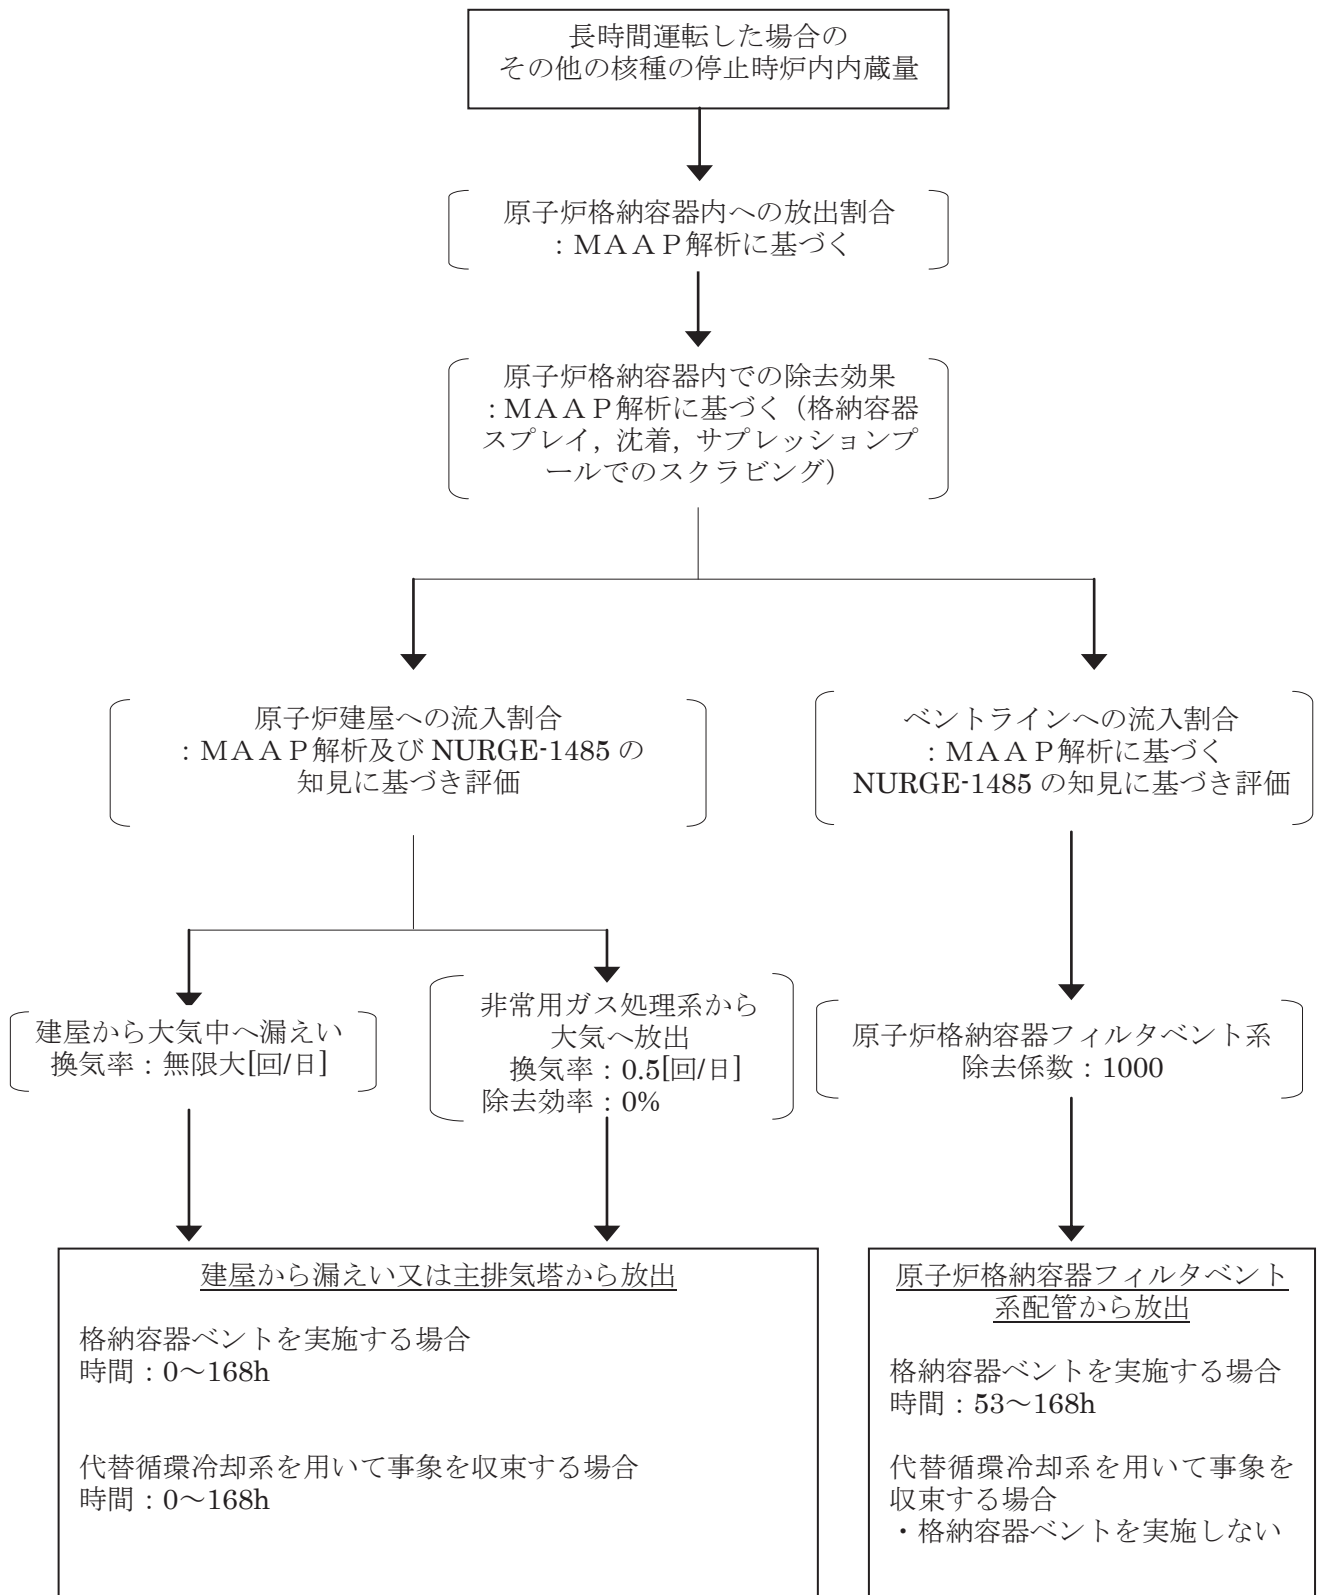 長時間運転した場合の
その他の核種の停止時炉内内蔵量
原子炉格納容器内への放出割合
：ＭＡＡＰ解析に基づく
原子炉格納容器内での除去効果
：ＭＡＡＰ解析に基づく（格納容器
スプレイ, 沈着, サプレッションプ
ールでのスクラビング）
原子炉建屋への流入割合
：ＭＡＡＰ解析及び NURGE-1485 の
知見に基づき評価
ベントラインへの流入割合
：ＭＡＡＰ解析に基づく
NURGE-1485 の知見に基づき評価
建屋から大気中へ漏えい
換気率：無限大[回/日]
非常用ガス処理系から
大気へ放出
換気率：0.5[回/日]
除去効率：0%
原子炉格納容器フィルタベント系
除去係数：1000
建屋から漏えい又は主排気塔から放出
格納容器ベントを実施する場合
時間：0～168h
代替循環冷却系を用いて事象を収束する場合
時間：0～168h
原子炉格納容器フィルタベント
系配管から放出
格納容器ベントを実施する場合
時間：53～168h
代替循環冷却系を用いて事象を
収束する場合
・格納容器ベントを実施しない